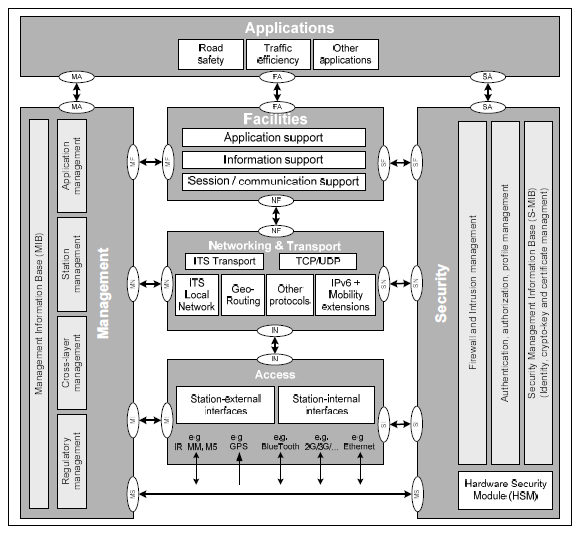 Applications
Road
safety
Traffic
efficiency
Other
applications
MA
FA
SA
MA
FA
SA
Management
Management Information Base (MIB)
Application
management
Station
management
Cross-layer
management
Regulatory
management
Facilities
Application support
Information support
Session / communication support
MF
MF
SF
SF
NF
NF
Networking & Transport
ITS Transport
TCP/UDP
ITS
Local
Network
Geo-
Routing
Other
protocols
IPv6 +
Mobility
extensions
MN
MN
SN
SN
IN
IN
Access
Station-external
interfaces
Station-internal
interfaces
MI
MI
SI
SI
e.g
IR MM, M5
e.g
GPS
e.g.
BlueTooth
e.g.
2G/3G/...
e.g
Ethernet
MS
MS
Security
Firewall and Intrusion management
Authentication, authorization, profile management
Security Management Information Base (S-MIB)
(Identity, crypto-key and certificate managment)
Hardware Security
Module (HSM)